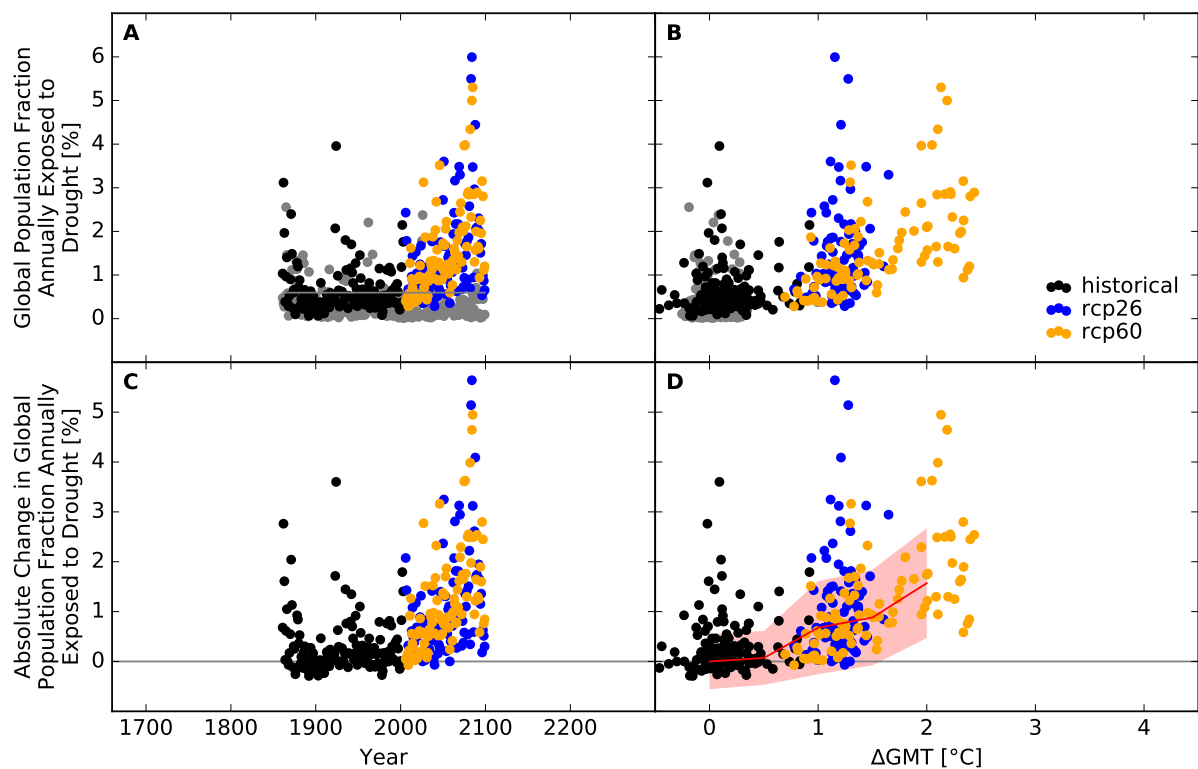 A
B
Global Population Fraction
Annually Exposed to
Drought [%]
6
5
4
3
2
1
0
historical
rcp26
rcp60
C
D
Absolute Change in Global
Population Fraction Annually
Exposed to Drought [%]
5
4
3
2
1
0
1700 1800 1900 2000 2100 2200
0 1 2 3 4
Year
ΔGMT [°C]